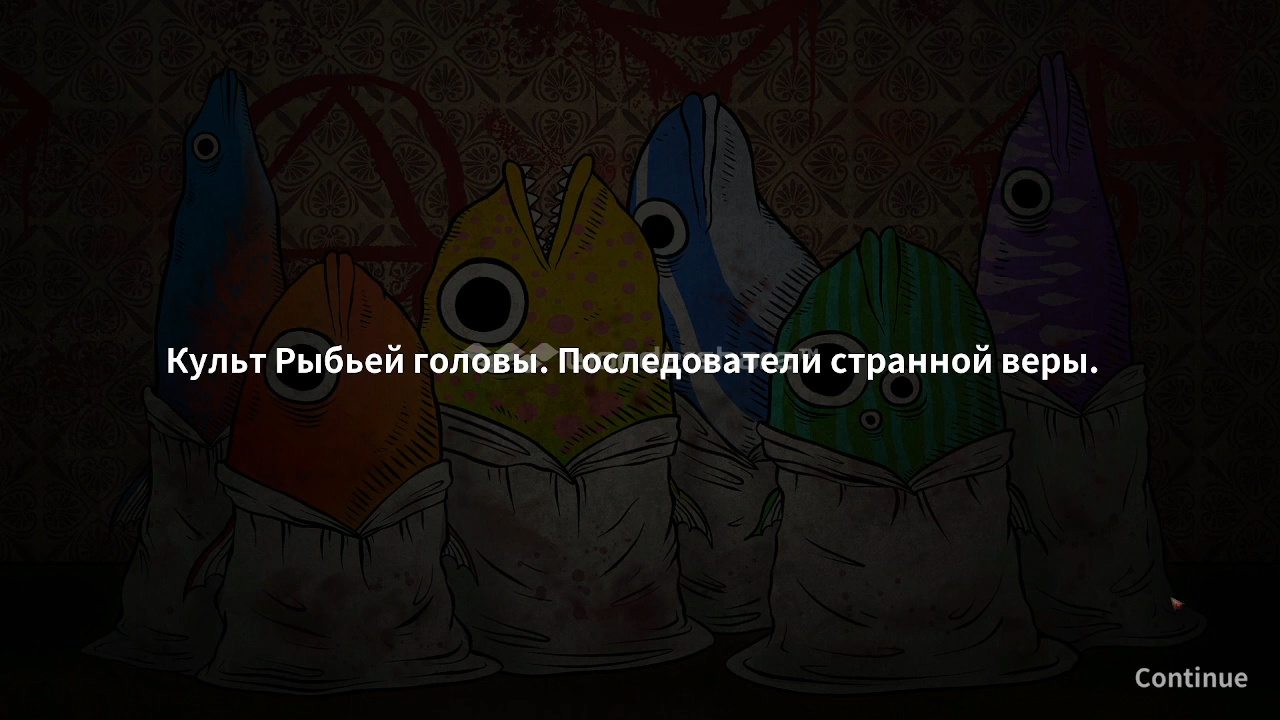 Культ Рыбьей головы. Последователи странной веры.
Continue